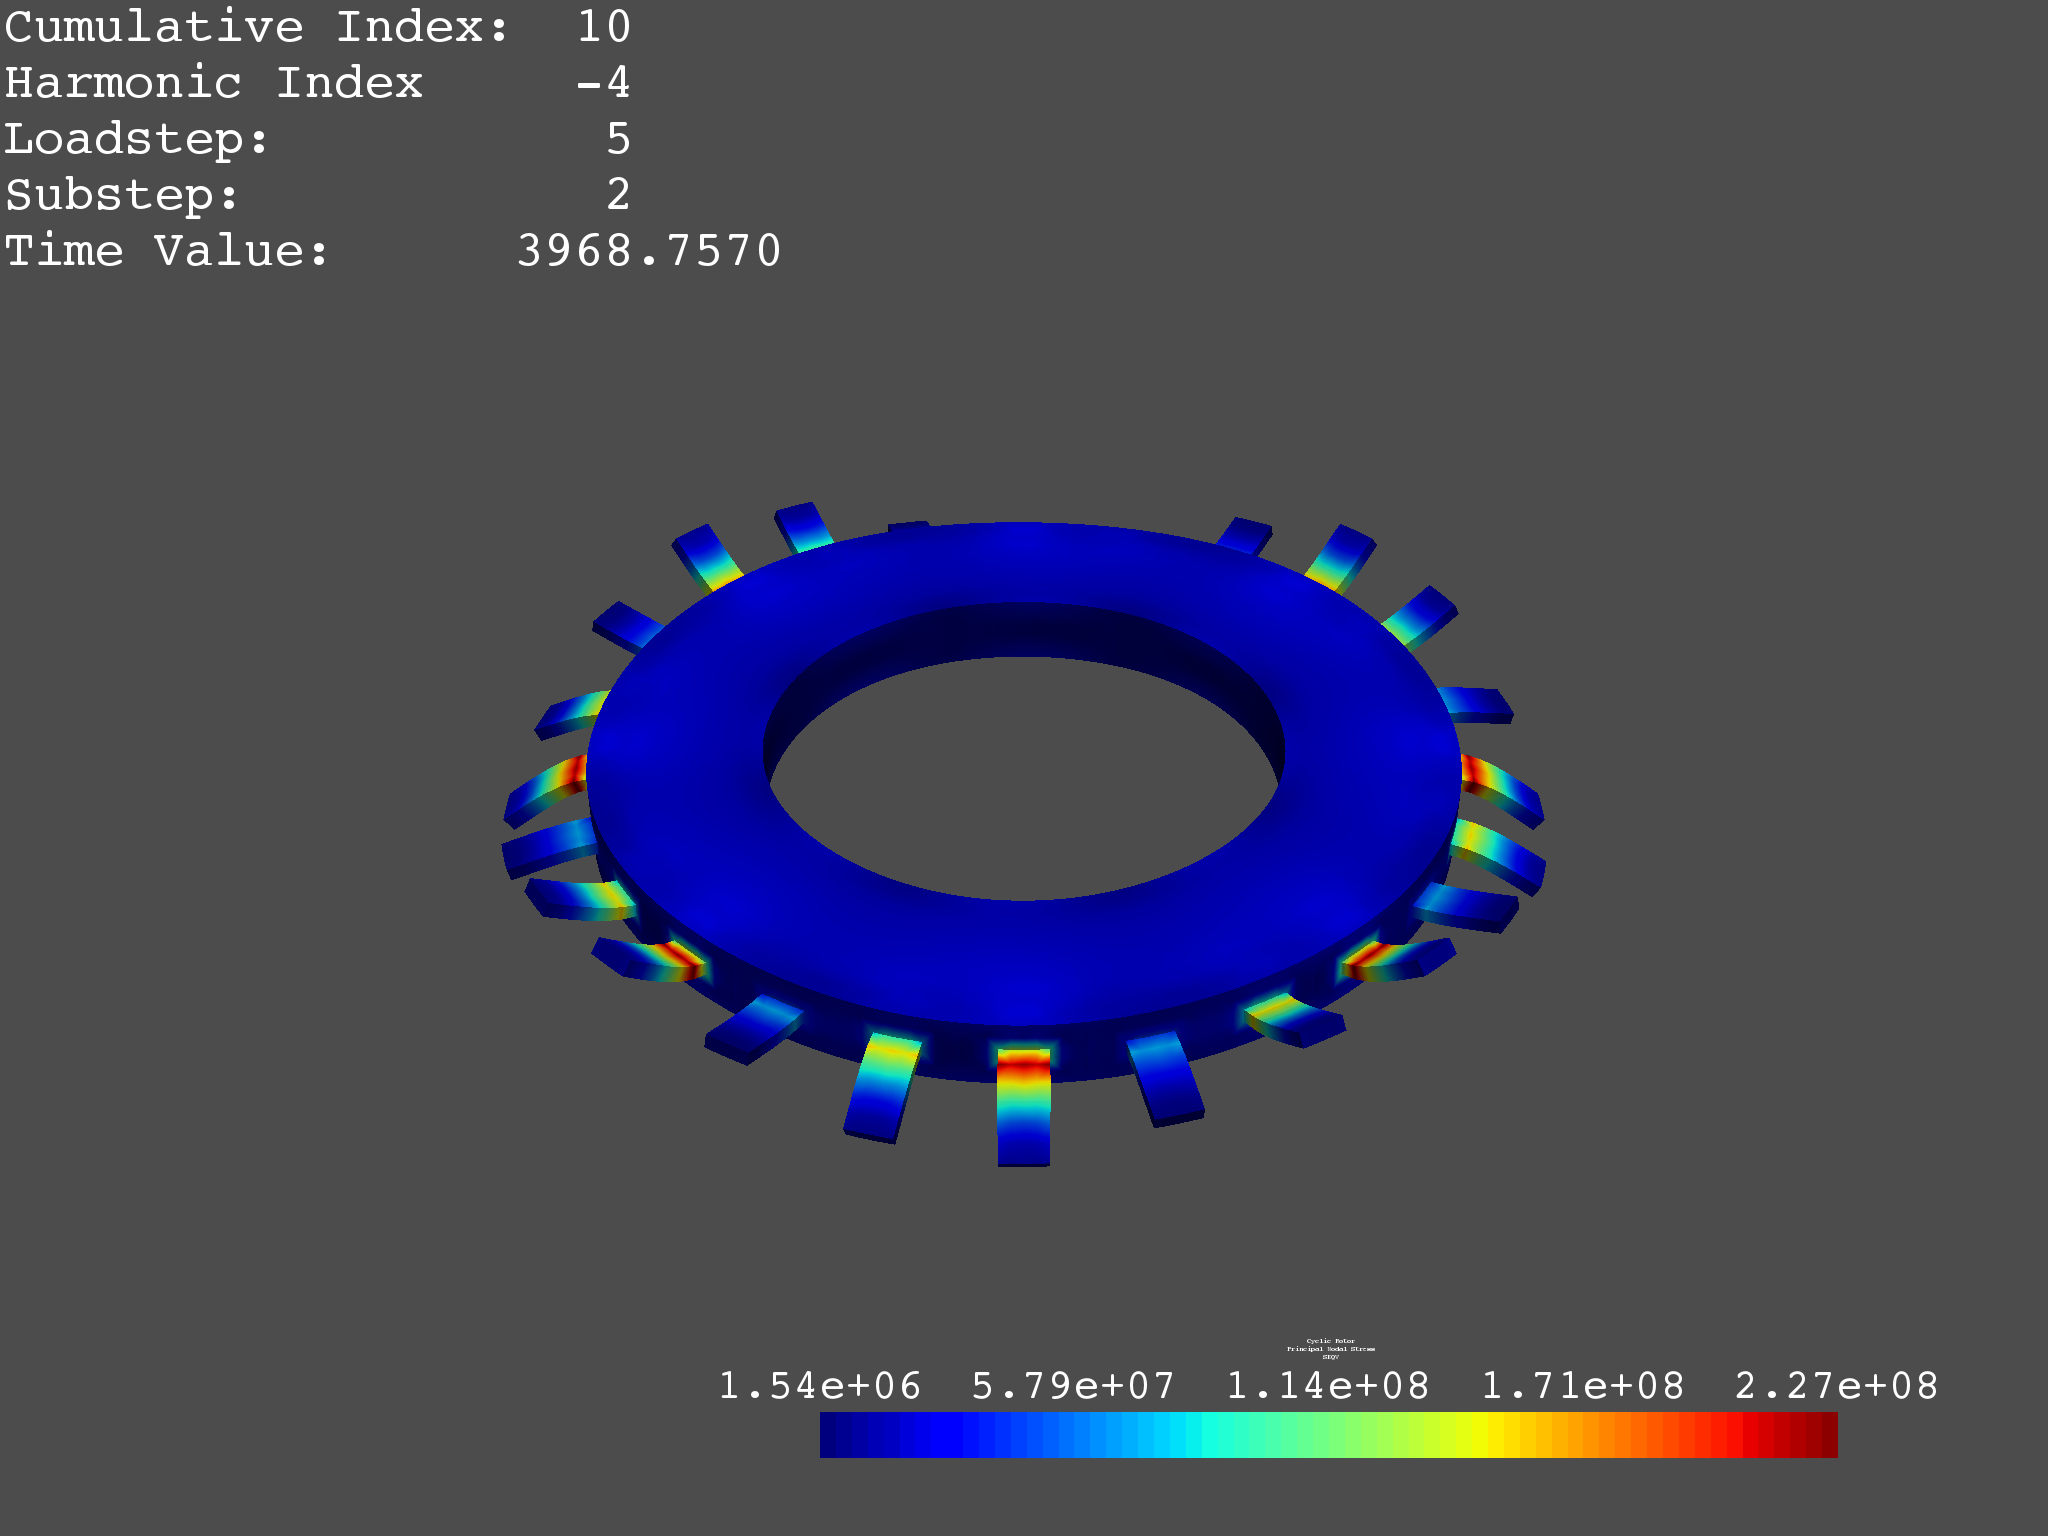 Cumulative Index: 10
Harmonic Index -4
Loadstep: 5
Substep: 2
Time Value: 3968.7570
Cyclic Rotor
Principal Nodal Stress
SEQV
1.54e+06 5.79e+07 1.14e+08 1.71e+08 2.27e+08